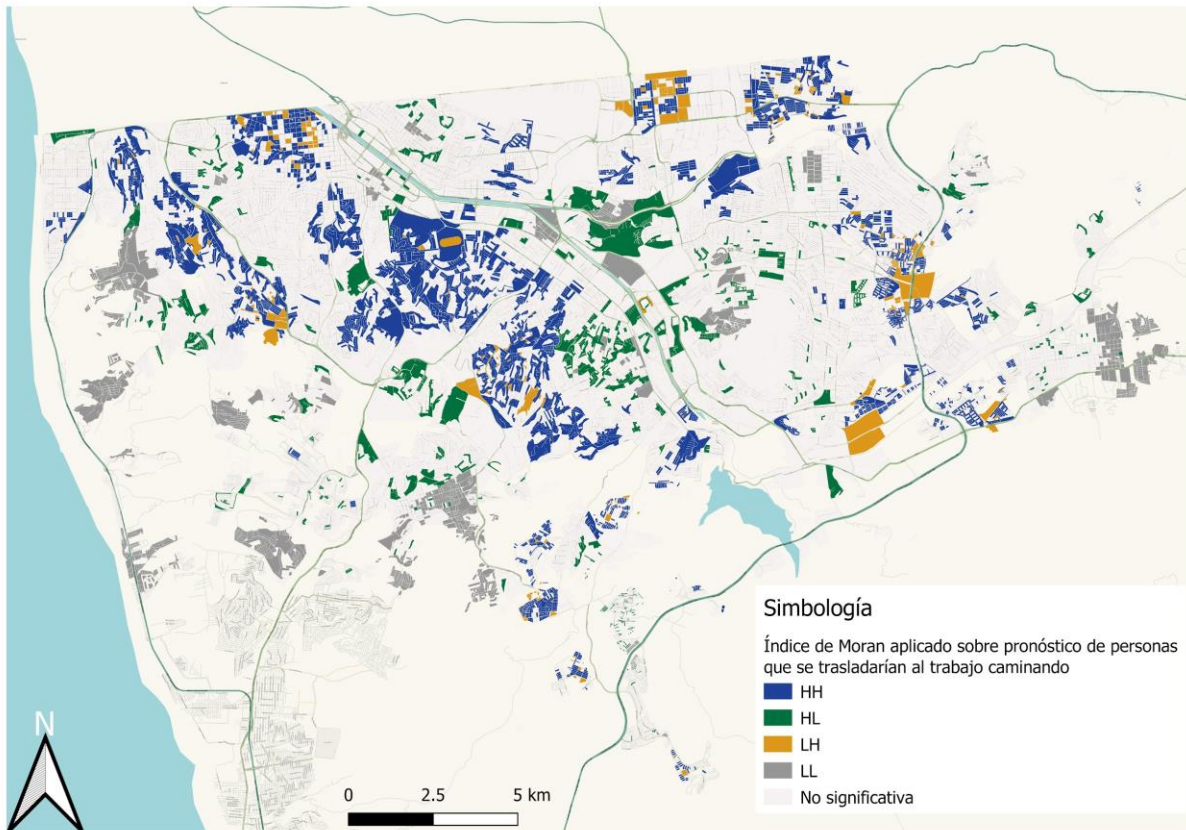 Simbología
Índice de Moran aplicado sobre pronóstico de personas
que se trasladarían al trabajo caminando
HH
HL
LH
LL
No significativa
N
0 2.5 5 km